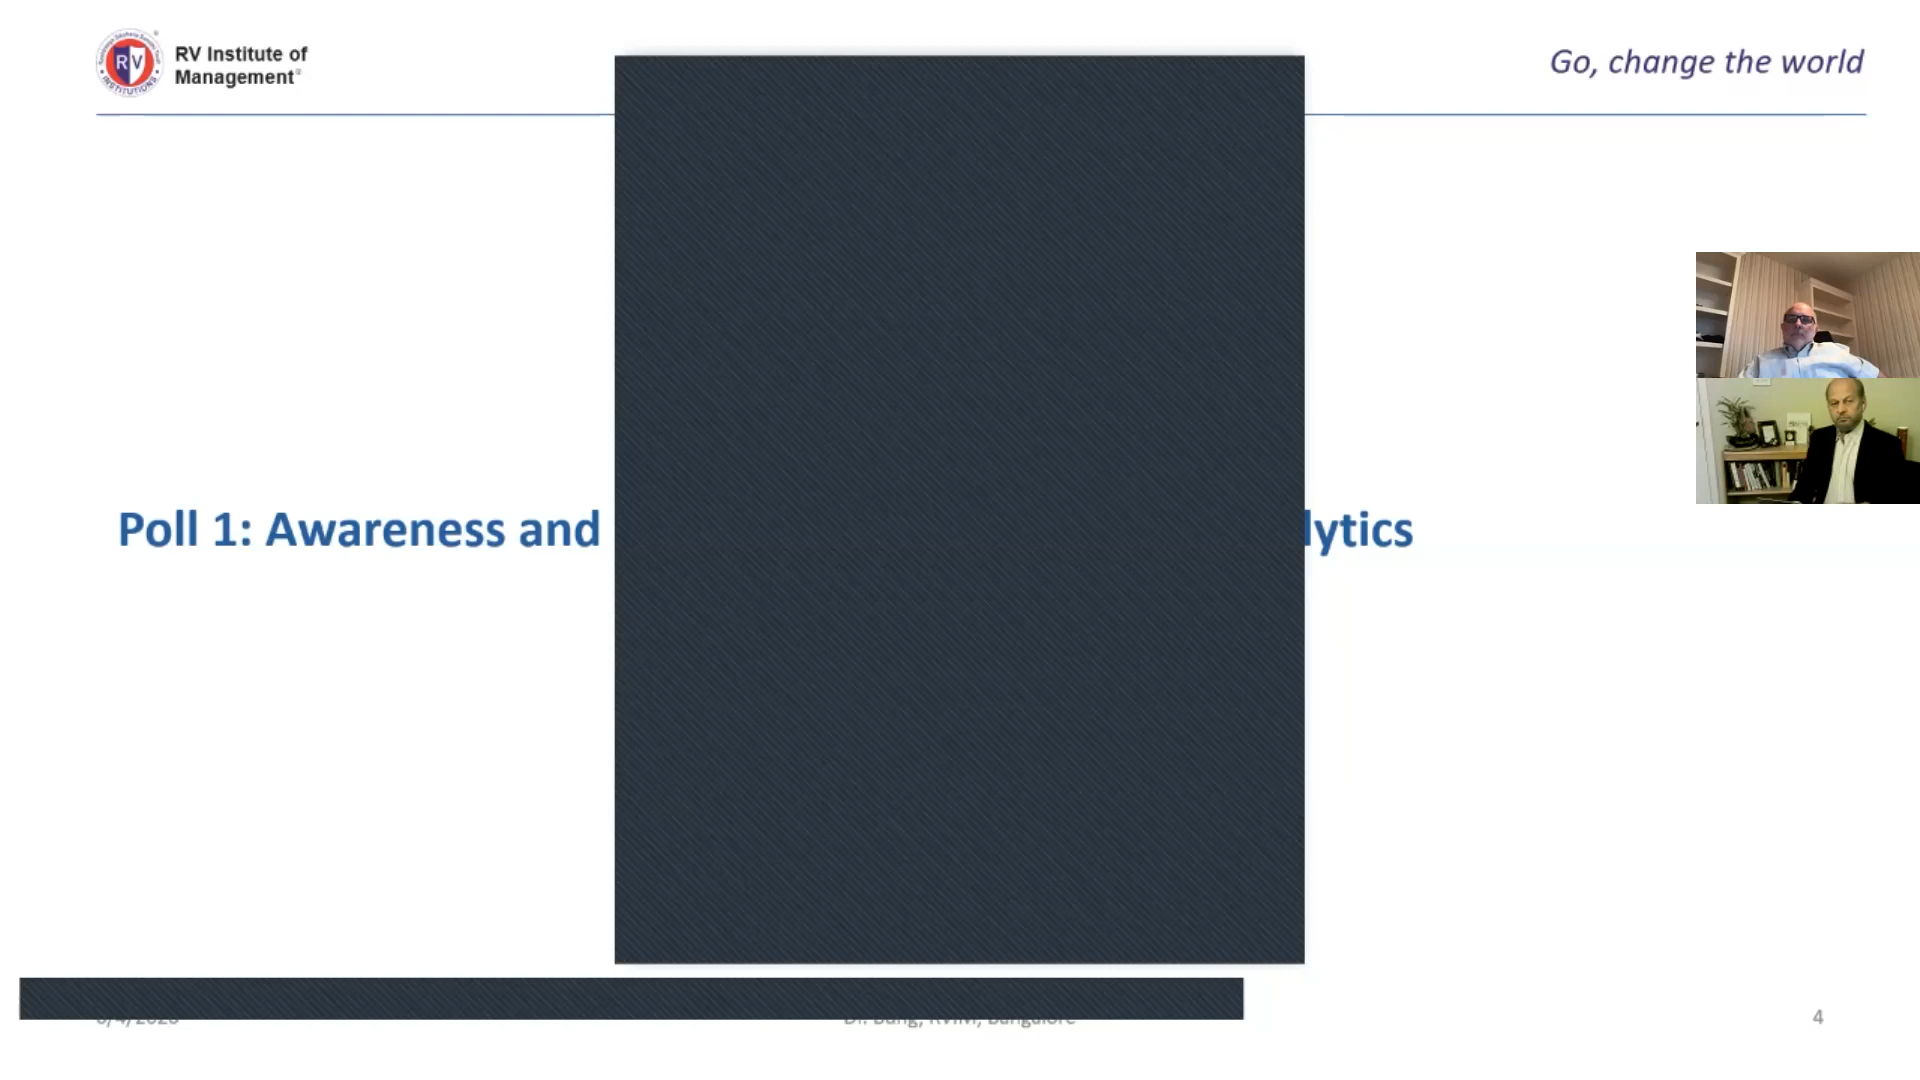 RV Institute of
Management
Go, change the world
Poll 1: Awareness and
lytics
4